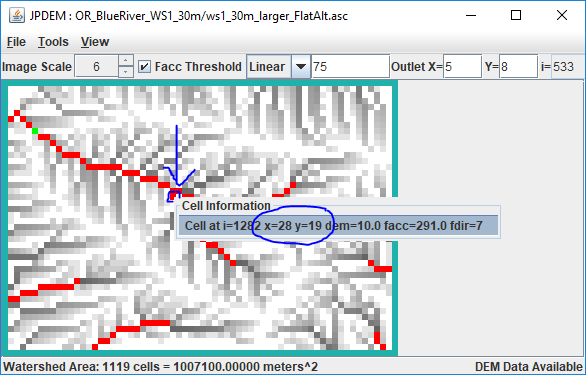 JPDEM : OR_BlueRiver_WS1_30m/ws1_30m_larger_FlatAlt.asc
File Tools View
Image Scale 6 Facc Threshold Linear 75 Outlet X= 5 Y= 8 i= 533
Cell Information
Cell at i=1282 x=28 y=19 dem=10.0 facc=291.0 fdir=7
Watershed Area: 1119 cells = 1007100.00000 meters^2 DEM Data Available